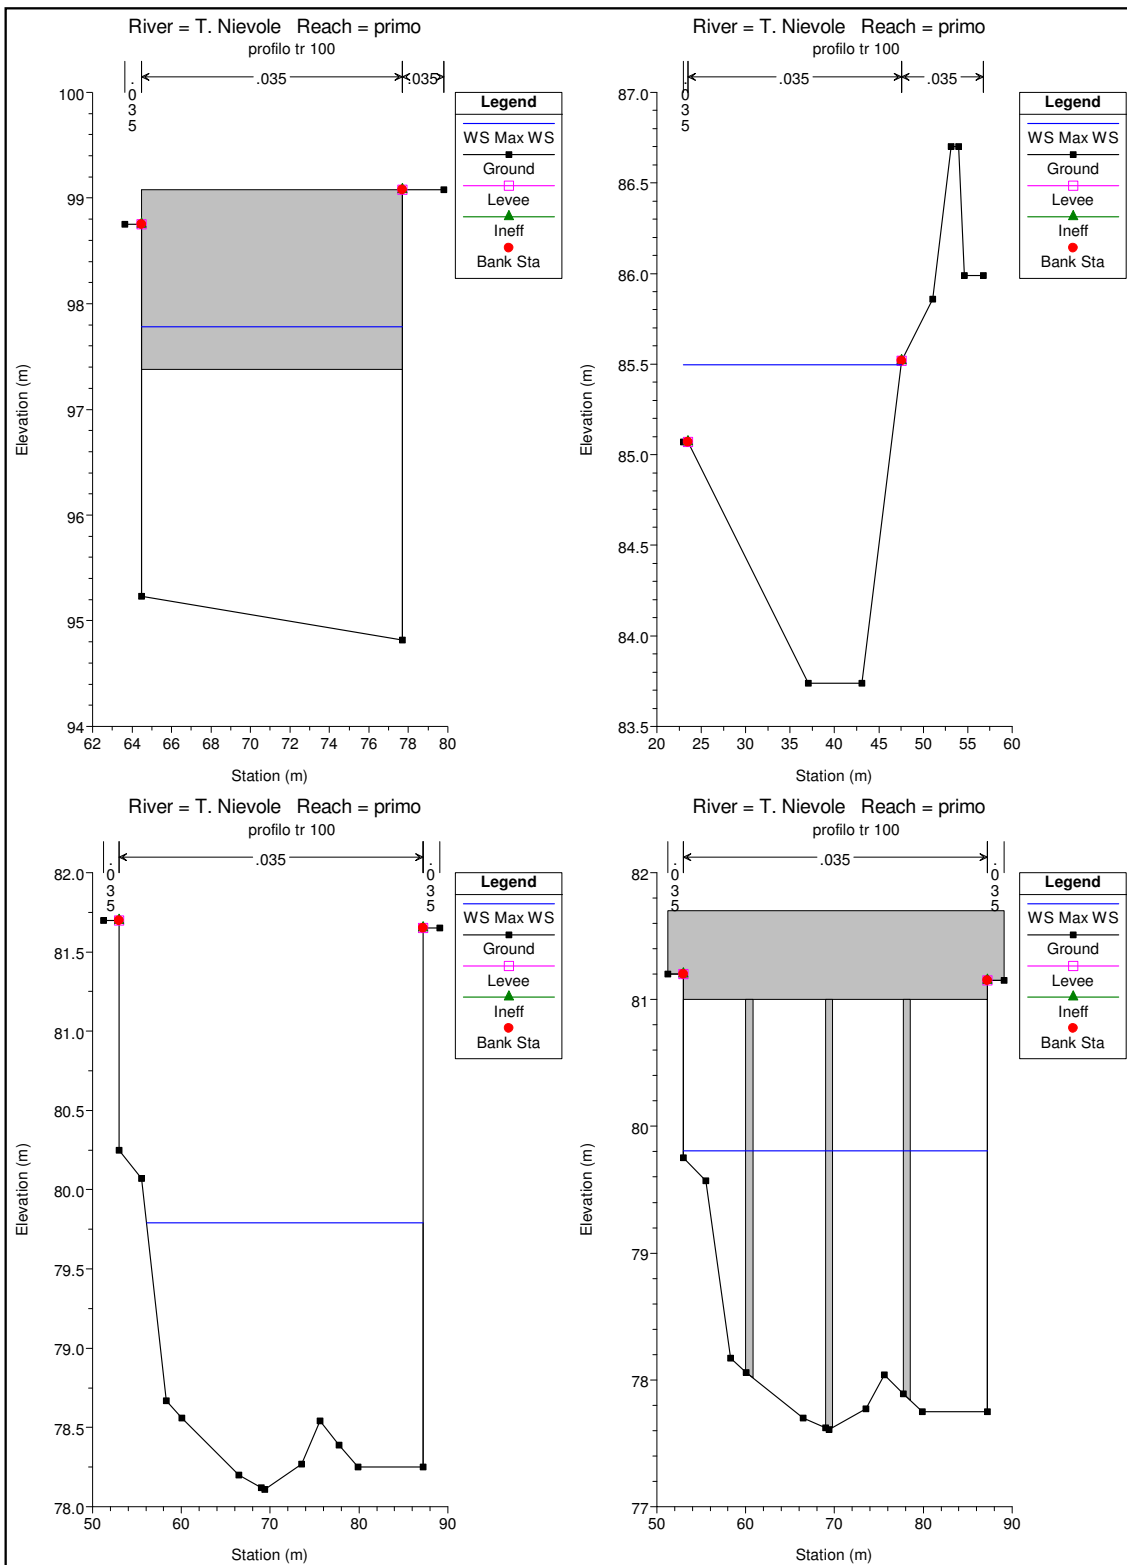 River = T. Nievole   Reach = primo
profilo tr 100
.035
.035
.035
Legend
WS Max WS
Ground
Levee
Ineff
Bank Sta
100
99
98
97
96
95
94
Elevation (m)
62 64 66 68 70 72 74 76 78 80
Station (m)
River = T. Nievole   Reach = primo
profilo tr 100
.035
.035
.035
Legend
WS Max WS
Ground
Levee
Ineff
Bank Sta
87.0
86.5
86.0
85.5
85.0
84.5
84.0
83.5
Elevation (m)
20 25 30 35 40 45 50 55 60
Station (m)
River = T. Nievole   Reach = primo
profilo tr 100
.035
.035
.035
Legend
WS Max WS
Ground
Levee
Ineff
Bank Sta
82.0
81.5
81.0
80.5
80.0
79.5
79.0
78.5
78.0
Elevation (m)
50 60 70 80 90
Station (m)
River = T. Nievole   Reach = primo
profilo tr 100
.035
.035
.035
Legend
WS Max WS
Ground
Levee
Ineff
Bank Sta
82
81
80
79
78
77
Elevation (m)
50 60 70 80 90
Station (m)